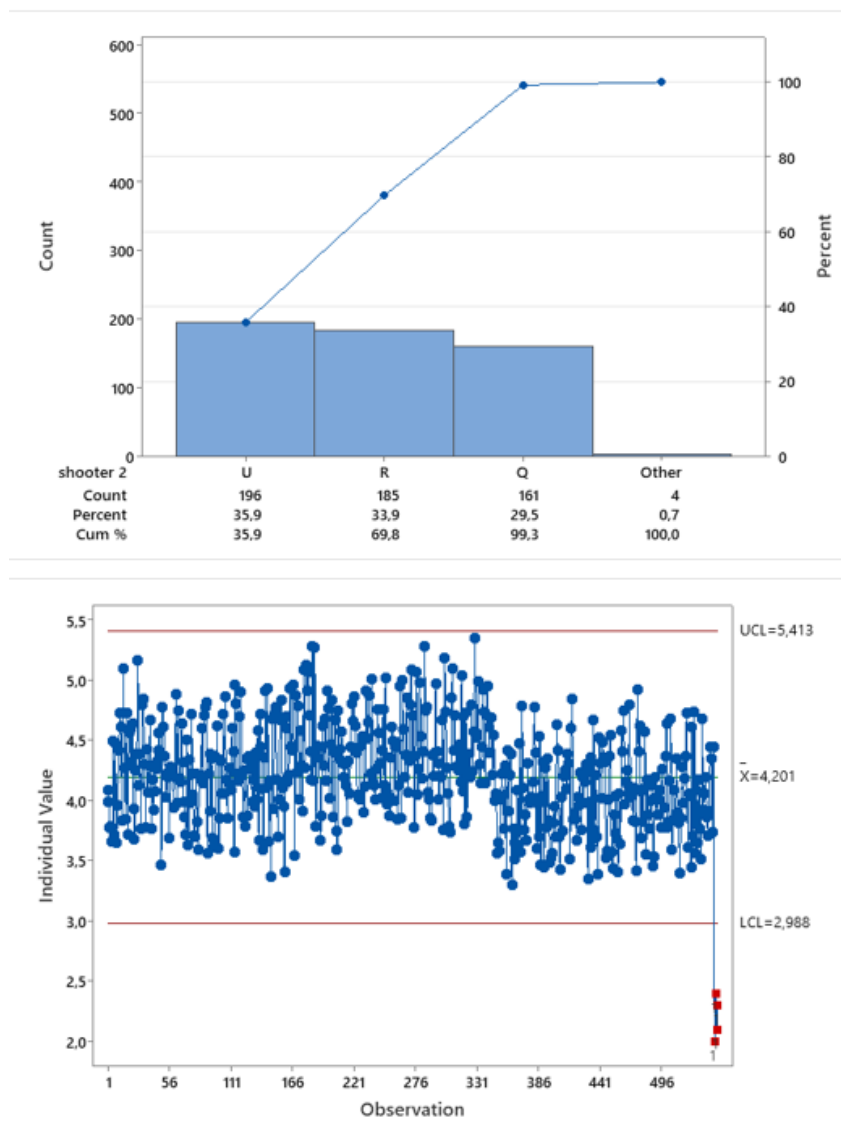 600
500
400
300
200
100
0
Count
100
80
60
40
20
0
Percent
shooter 2 U R Q Other
Count 196 185 161 4
Percent 35,9 33,9 29,5 0,7
Cum % 35,9 69,8 99,3 100,0
5,5
5,0
4,5
4,0
3,5
3,0
2,5
2,0
Individual Value
UCL=5,413
_
X=4,201
LCL=2,988
1
1 56 111 166 221 276 331 386 441 496
Observation